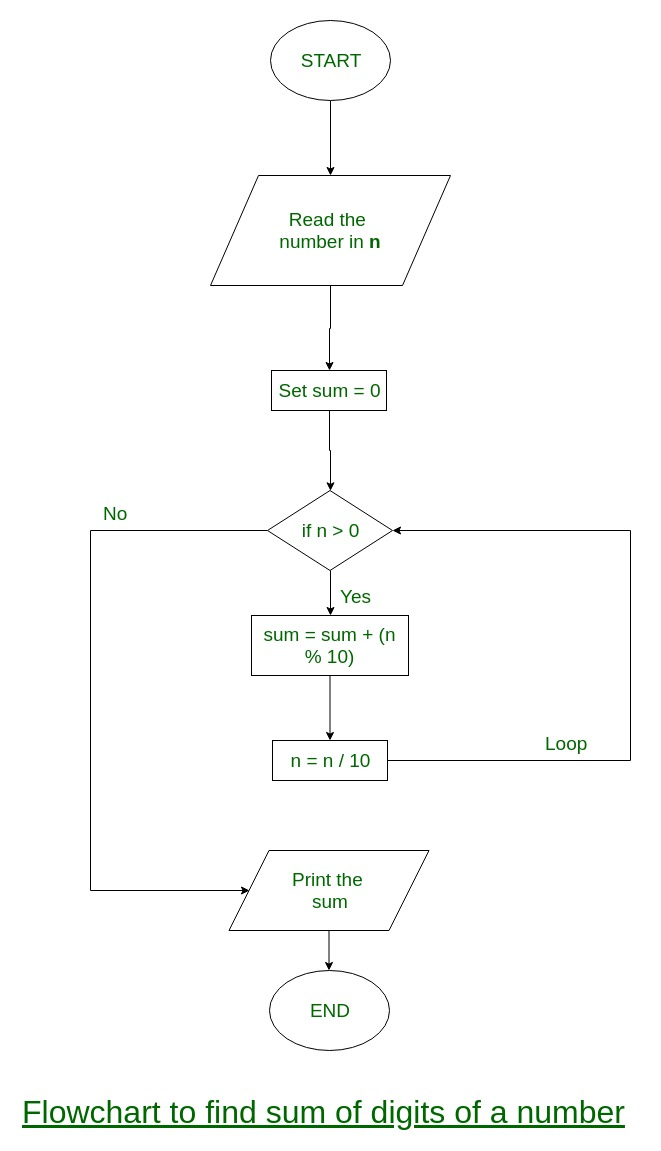 START
Read the
number in n
Set sum = 0
No
if n > 0
Yes
sum = sum + (n
% 10)
Loop
n = n / 10
Print the
sum
END
Flowchart to find sum of digits of a number